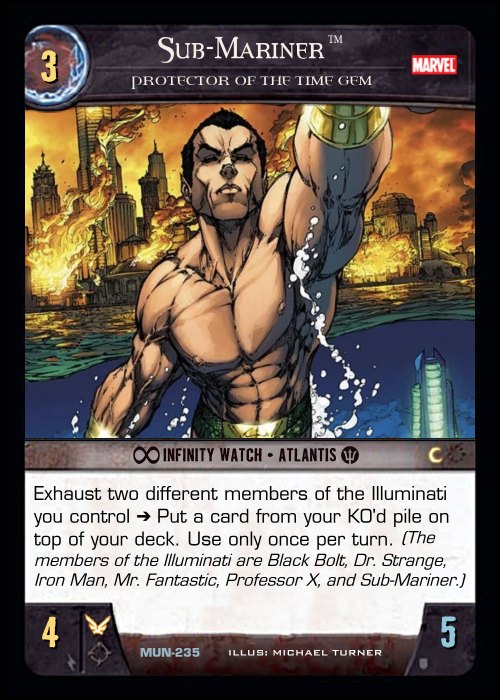 3
SUB-MARINER™
PROTECTOR OF THE TIME GEM
MARVEL
INFINITY WATCH • ATLANTIS
C
Exhaust two different members of the Illuminati
you control ➔ Put a card from your KO'd pile on
top of your deck. Use only once per turn. (The
members of the Illuminati are Black Bolt, Dr. Strange,
Iron Man, Mr. Fantastic, Professor X, and Sub-Mariner.)
4
MUN-235
ILLUS: MICHAEL TURNER
5